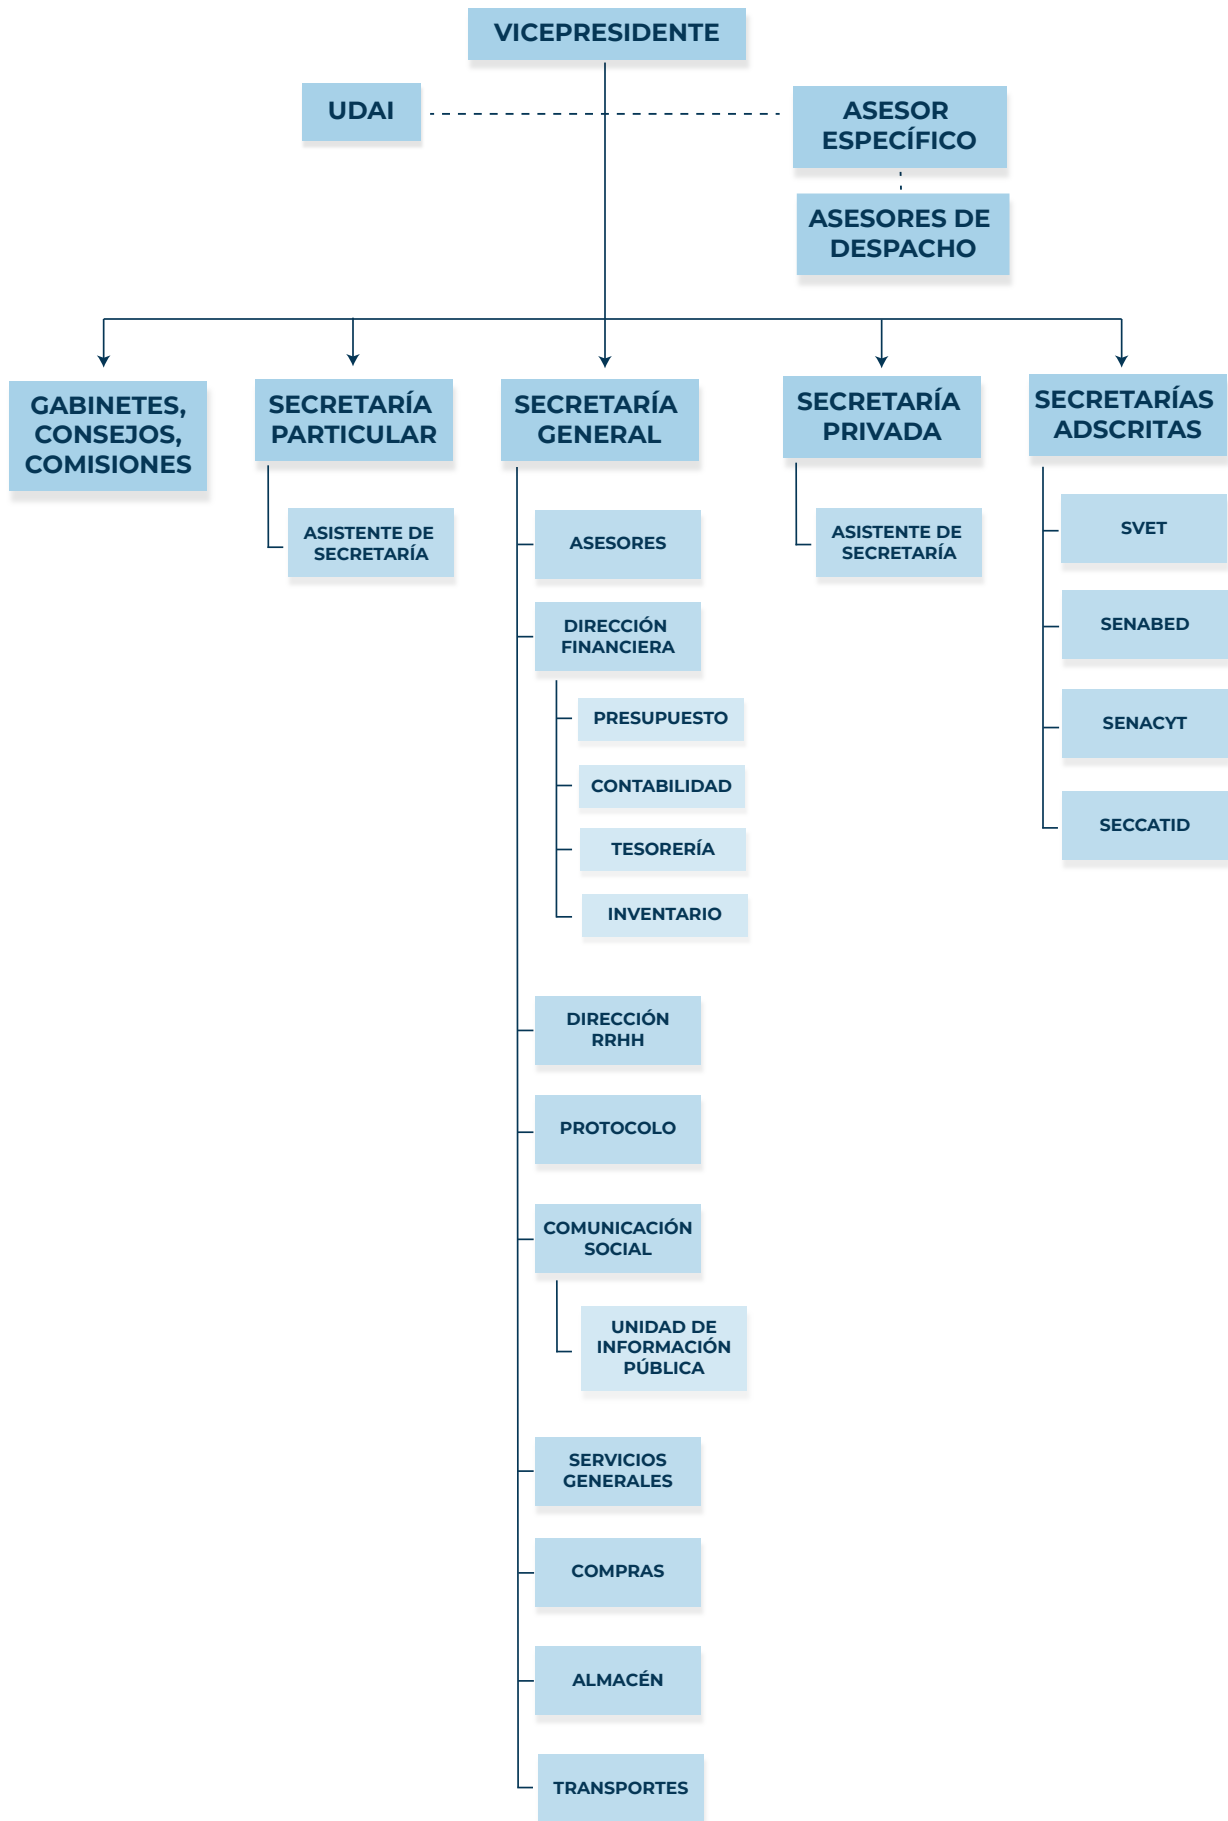 VICEPRESIDENTE
UDAI
ASESOR
ESPECÍFICO
ASESORES DE
DESPACHO
GABINETES,
CONSEJOS,
COMISIONES
SECRETARÍA
PARTICULAR
ASISTENTE DE
SECRETARÍA
SECRETARÍA
GENERAL
ASESORES
DIRECCIÓN
FINANCIERA
PRESUPUESTO
CONTABILIDAD
TESORERÍA
INVENTARIO
DIRECCIÓN
RRHH
PROTOCOLO
COMUNICACIÓN
SOCIAL
UNIDAD DE
INFORMACIÓN
PÚBLICA
SERVICIOS
GENERALES
COMPRAS
ALMACÉN
TRANSPORTES
SECRETARÍA
PRIVADA
ASISTENTE DE
SECRETARÍA
SECRETARÍAS
ADSCRITAS
SVET
SENABED
SENACYT
SECCATID